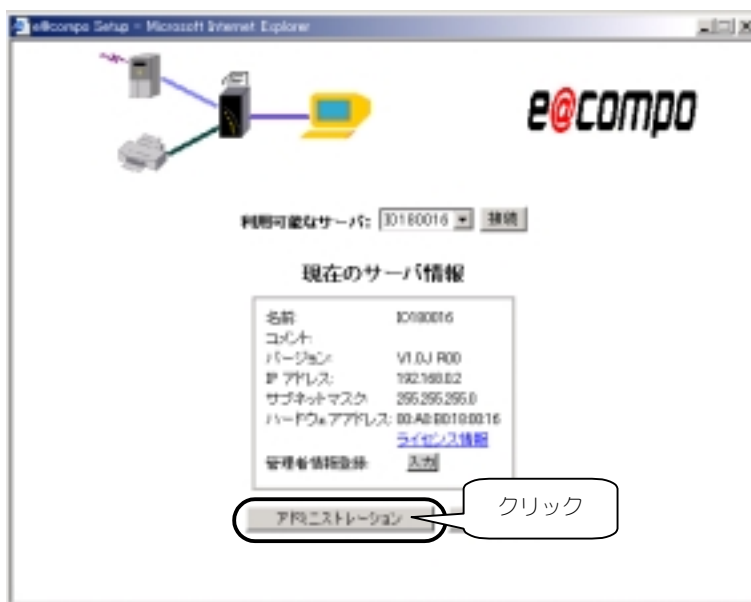 e@compo Setup - Microsoft Internet Explorer
e@compo
利用可能なサーバ: IO180016 接続
現在のサーバ情報
名前: IO180016
コメント:
バージョン: V1.0J R00
IP アドレス: 192.168.0.2
サブネットマスク: 255.255.255.0
ハードウェアアドレス: 00:A0:B0:18:00:16
ライセンス情報
管理者情報登録: 入力
アドミニストレーション
クリック